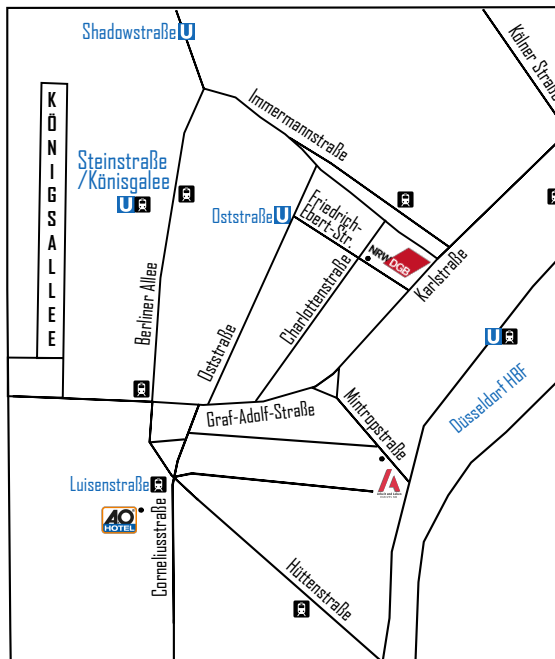 Shadowstraße U
Kölner Straße
Immermannstraße
KÖNIGSALLEE
Steinstraße
/Könisgalee
U
Oststraße U
Friedrich-
Ebert-Str.
NRW DGB
Karlstraße
Charlottenstraße
Berliner Allee
Oststraße
U
Düsseldorf HBF
Graf-Adolf-Straße
Mintropstraße
Luisenstraße
AO
HOTEL
Corneliusstraße
Hüttenstraße